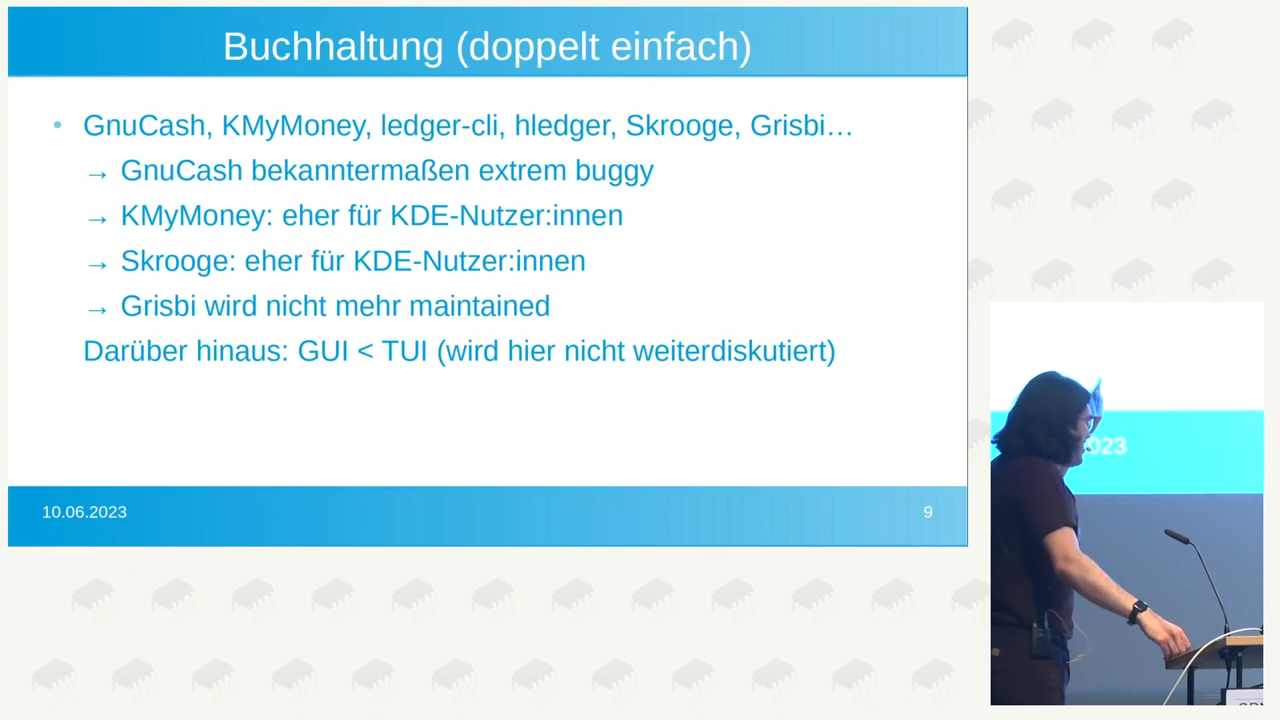 Buchhaltung (doppelt einfach)
• GnuCash, KMyMoney, ledger-cli, hledger, Skrooge, Grisbi…
→ GnuCash bekanntermaßen extrem buggy
→ KMyMoney: eher für KDE-Nutzer:innen
→ Skrooge: eher für KDE-Nutzer:innen
→ Grisbi wird nicht mehr maintained
Darüber hinaus: GUI < TUI (wird hier nicht weiterdiskutiert)
10.06.2023
9
023